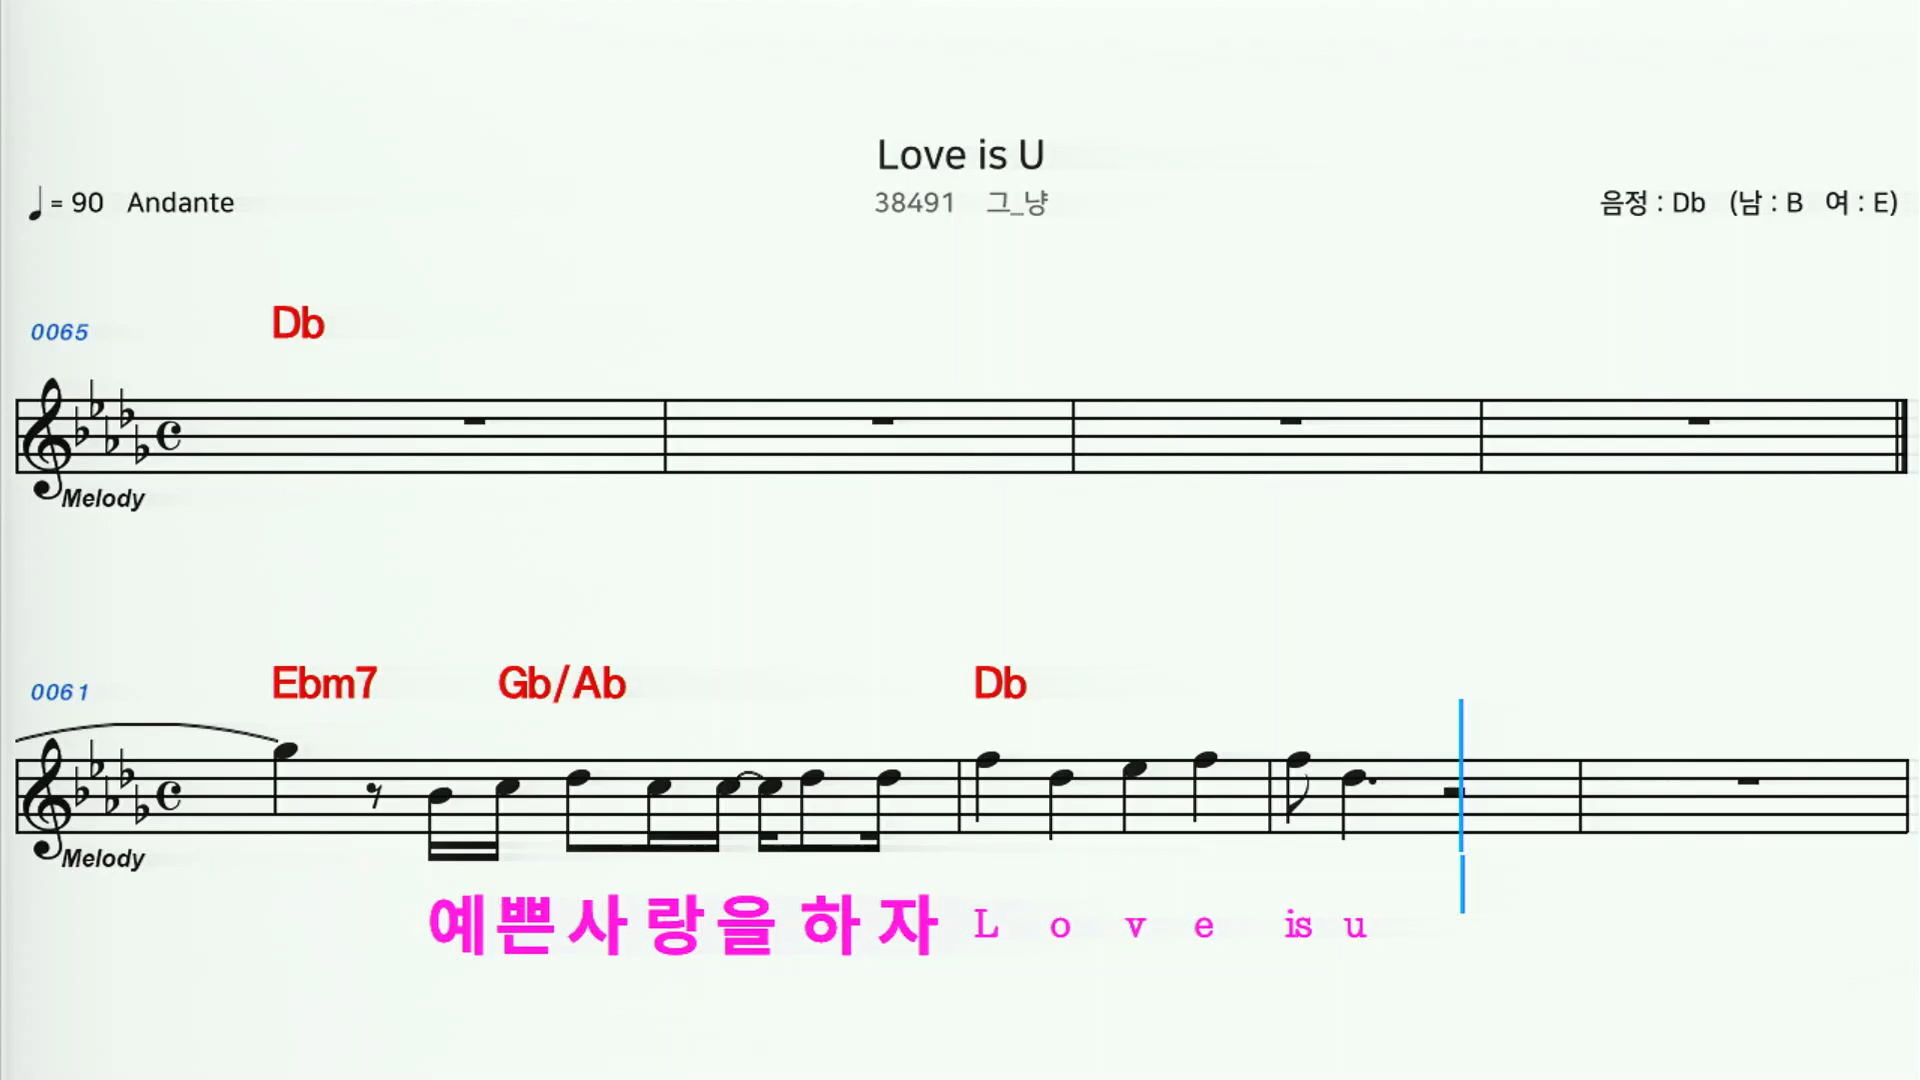 Love is U
♩ = 90 Andante 38491 그_냥 음정 : Db (남 : B 여 : E)
0065 Db
Melody
0061 Ebm7 Gb/Ab Db
Melody
예쁜사랑을 하자 L o v e is u